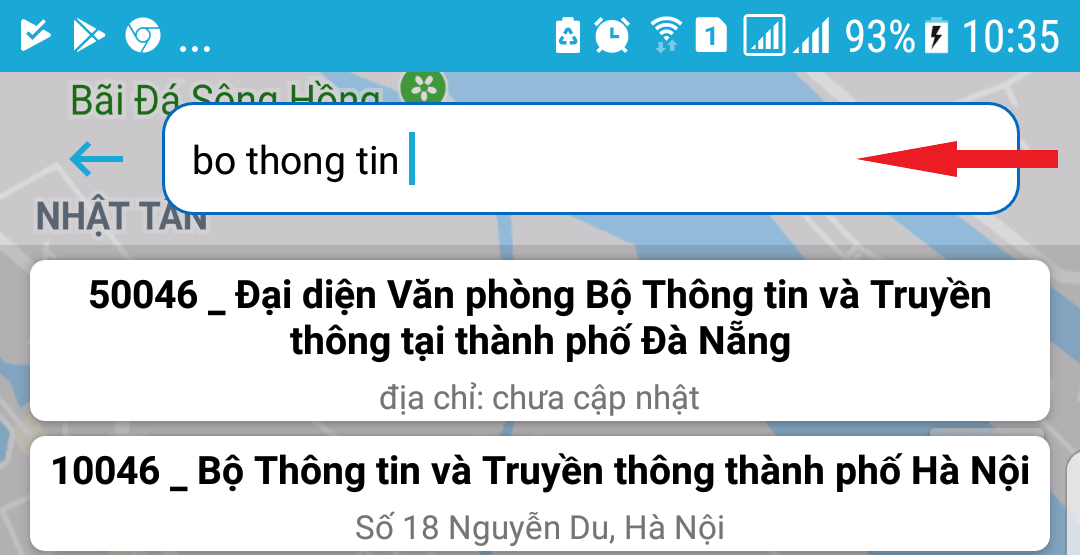 1 93% 10:35
Bãi Đá Sông Hồng
bo thong tin
NHẬT TÂN
50046 _ Đại diện Văn phòng Bộ Thông tin và Truyền
thông tại thành phố Đà Nẵng
địa chỉ: chưa cập nhật
10046 _ Bộ Thông tin và Truyền thông thành phố Hà Nội
Số 18 Nguyễn Du, Hà Nội